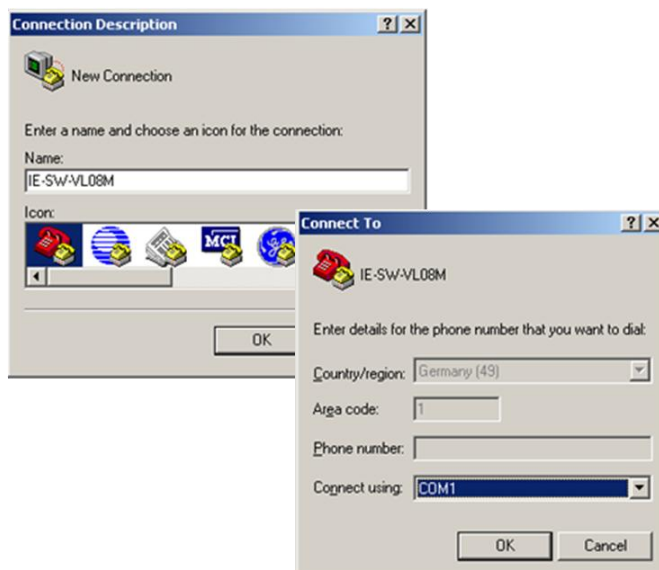 Connection Description
New Connection
Enter a name and choose an icon for the connection:
Name:
IE-SW-VL08M
Icon:
MCI
OK
Connect To
IE-SW-VL08M
Enter details for the phone number that you want to dial:
Country/region: Germany (49)
Area code: 1
Phone number:
Connect using: COM1
OK Cancel